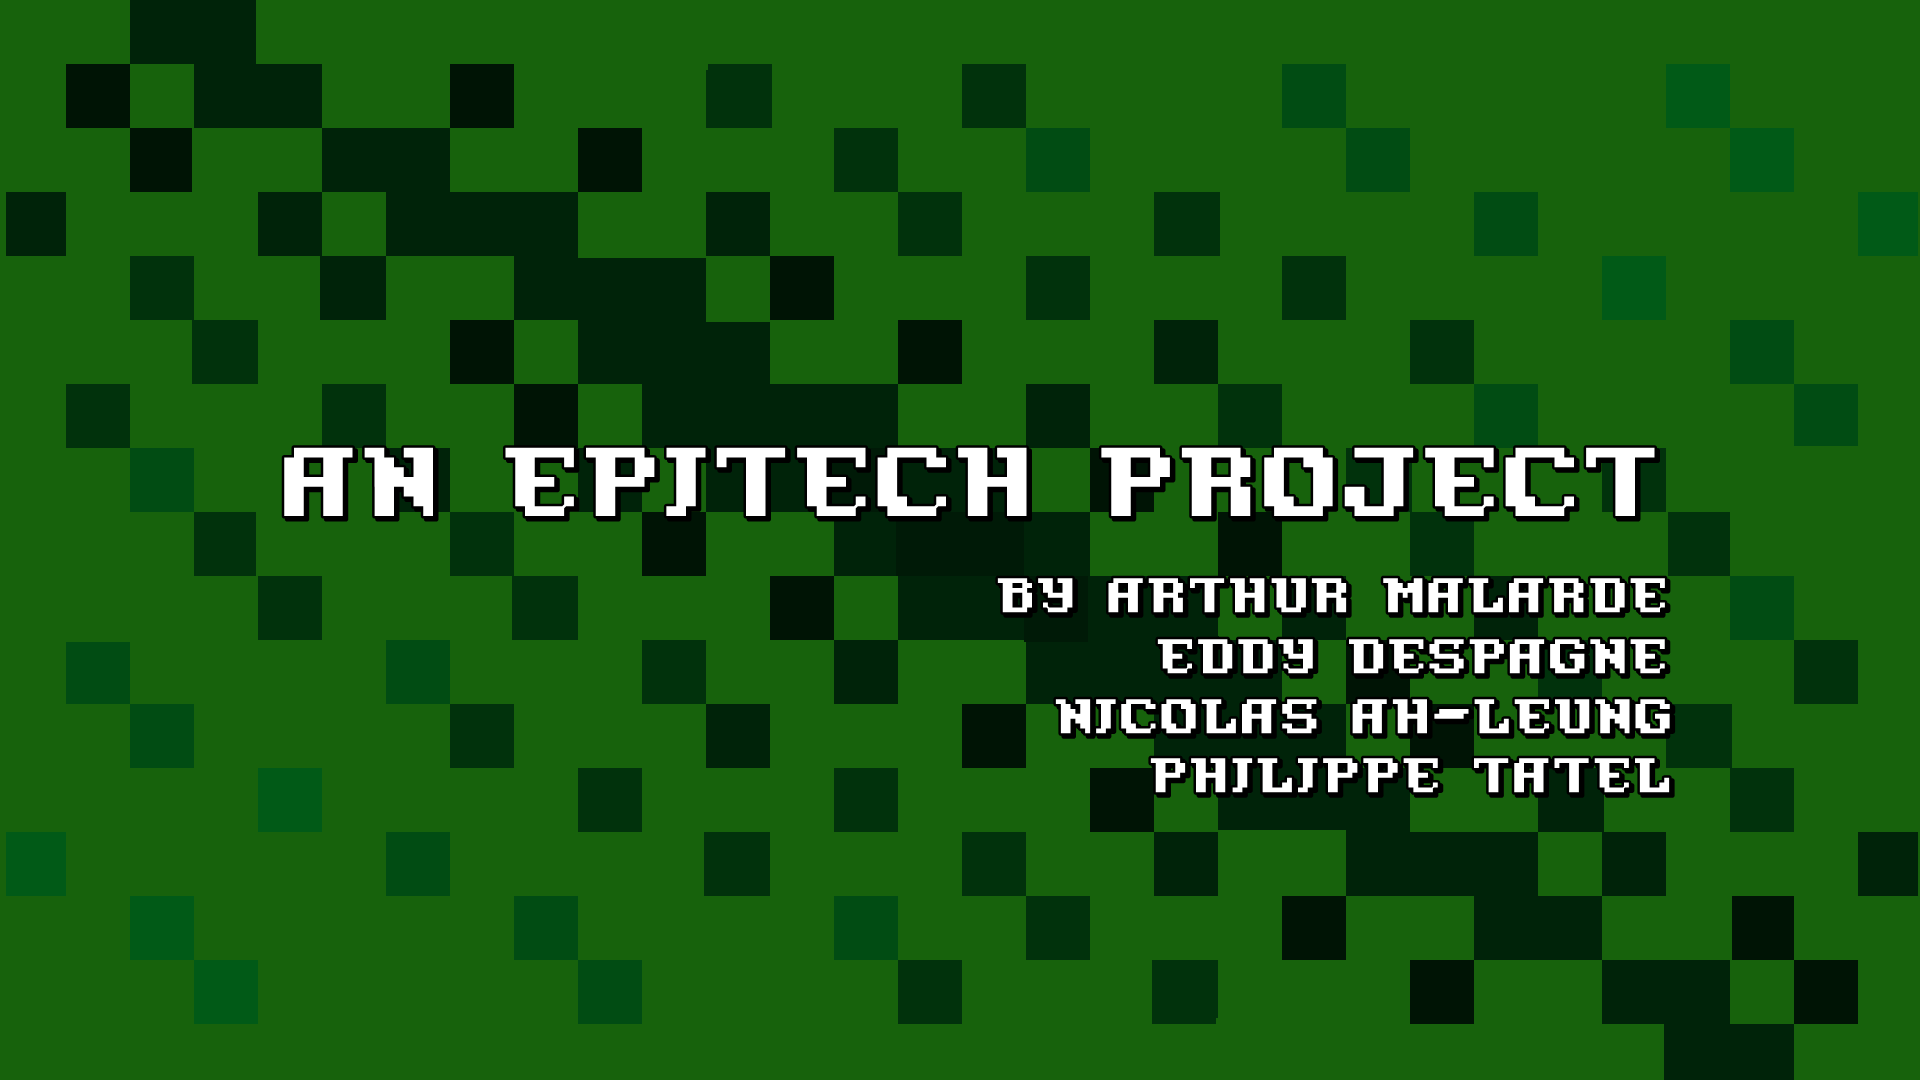 AN EPITECH PROJECT
BY ARTHUR MALARDE
EDDY DESPAGNE
NICOLAS AH-LEUNG
PHILIPPE TATEL